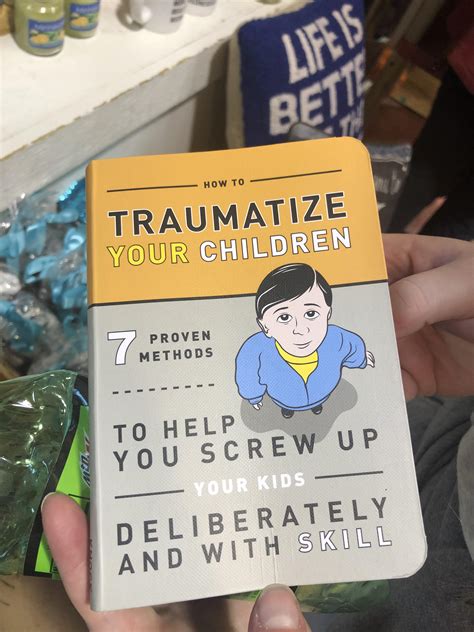 LIFE IS
BETTE
HOW TO
TRAUMATIZE
YOUR CHILDREN
7 PROVEN
METHODS
TO HELP
YOU SCREW UP
YOUR KIDS
DELIBERATELY
AND WITH SKILL